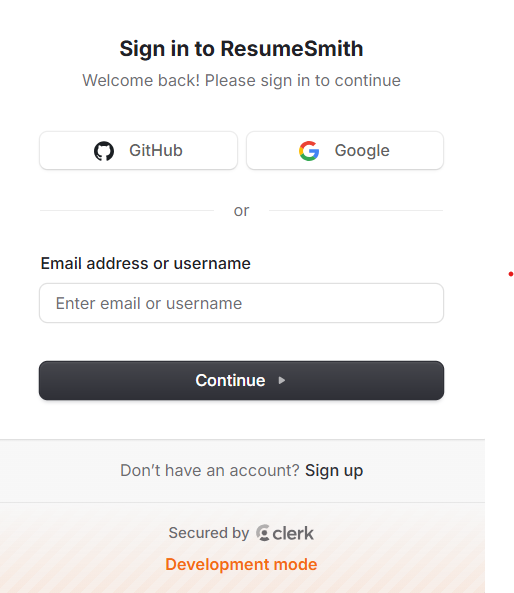 Sign in to ResumeSmith
Welcome back! Please sign in to continue
GitHub
Google
or
Email address or username
Enter email or username
Continue
Don’t have an account? Sign up
Secured by clerk
Development mode